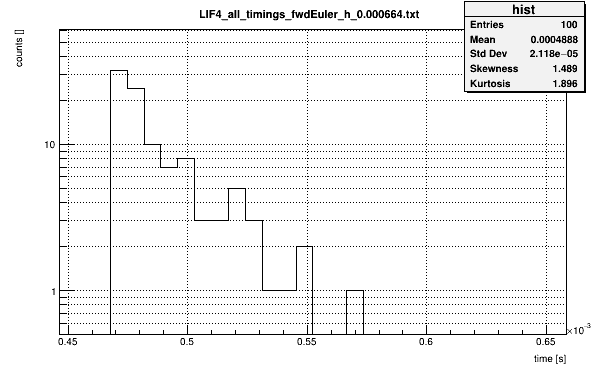 LIF4_all_timings_fwdEuler_h_0.000664.txt
hist
Entries 100
Mean 0.0004888
Std Dev 2.118e−05
Skewness 1.489
Kurtosis 1.896
counts []
10
1
0.45 0.5 0.55 0.6 0.65
×10⁻³
time [s]